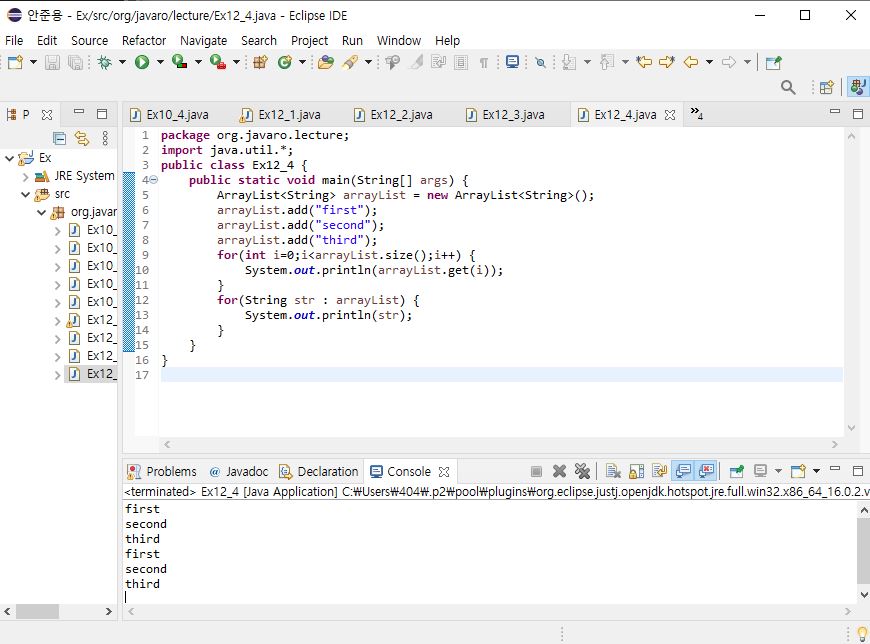 안준용 - Ex/src/org/javaro/lecture/Ex12_4.java - Eclipse IDE
File Edit Source Refactor Navigate Search Project Run Window Help
P Ex10_4.java Ex12_1.java Ex12_2.java Ex12_3.java Ex12_4.java »4
Ex
JRE System
src
org.javar
Ex10_
Ex10_
Ex10_
Ex10_
Ex10_
Ex12_
Ex12_
Ex12_
Ex12_
1 package org.javaro.lecture;
2 import java.util.*;
3 public class Ex12_4 {
4 public static void main(String[] args) {
5 ArrayList<String> arrayList = new ArrayList<String>();
6 arrayList.add("first");
7 arrayList.add("second");
8 arrayList.add("third");
9 for(int i=0;i<arrayList.size();i++) {
10 System.out.println(arrayList.get(i));
11 }
12 for(String str : arrayList) {
13 System.out.println(str);
14 }
15 }
16 }
17
Problems @ Javadoc Declaration Console
<terminated> Ex12_4 [Java Application] C:₩Users₩404₩.p2₩pool₩plugins₩org.eclipse.justj.openjdk.hotspot.jre.full.win32.x86_64_16.0.2.v
first
second
third
first
second
third